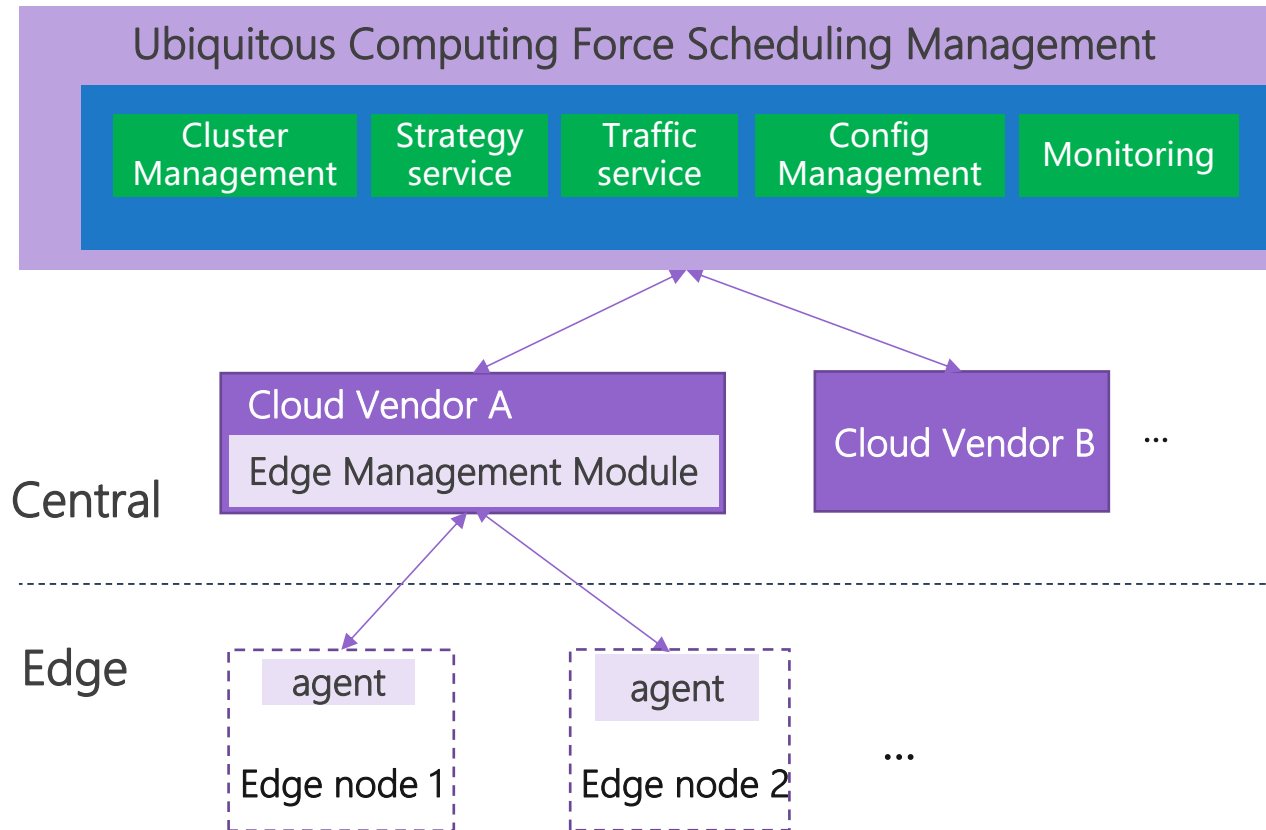 Ubiquitous Computing Force Scheduling Management
Cluster
Management
Strategy
service
Traffic
service
Config
Management
Monitoring
Cloud Vendor A
Edge Management Module
Cloud Vendor B
...
Central
Edge
agent
agent
Edge node 1
Edge node 2
...